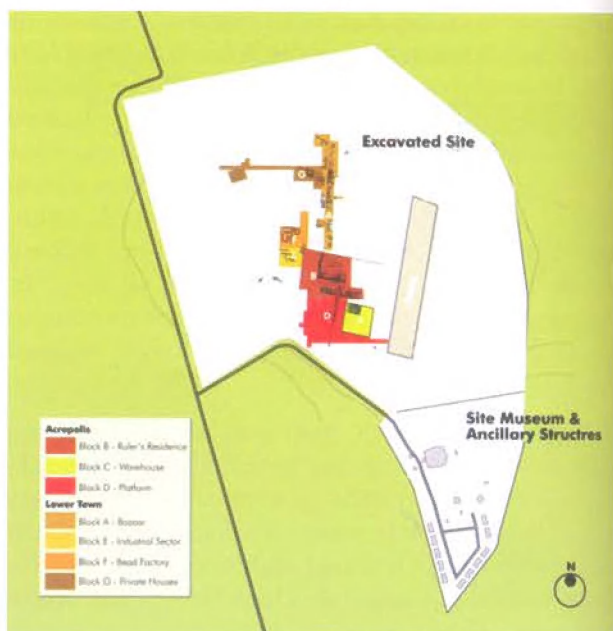 Excavated Site
Site Museum &
Ancillary Structres
Acropolis
Block B - Ruler's Residence
Block C - Warehouse
Block D - Platform
Lower Town
Block A - Bazaar
Block E - Industrial Sector
Block F - Bead Factory
Block G - Private Houses
N